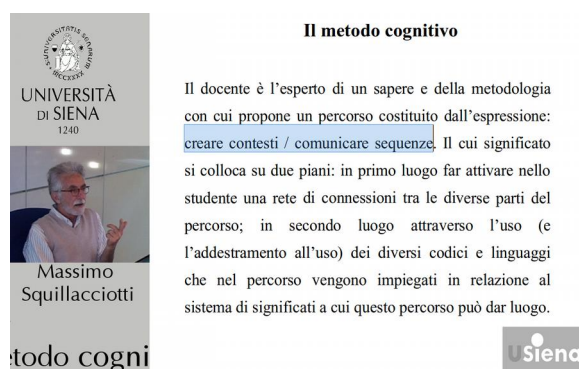 Il metodo cognitivo
UNIVERSITÀ
DI SIENA
1240
Il docente è l'esperto di un sapere e della metodologia
con cui propone un percorso costituito dall'espressione:
creare contesti / comunicare sequenze. Il cui significato
si colloca su due piani: in primo luogo far attivare nello
studente una rete di connessioni tra le diverse parti del
percorso; in secondo luogo attraverso l'uso (e
l'addestramento all'uso) dei diversi codici e linguaggi
che nel percorso vengono impiegati in relazione al
sistema di significati a cui questo percorso può dar luogo.
Massimo
Squillacciotti
etodo cogni
USiena